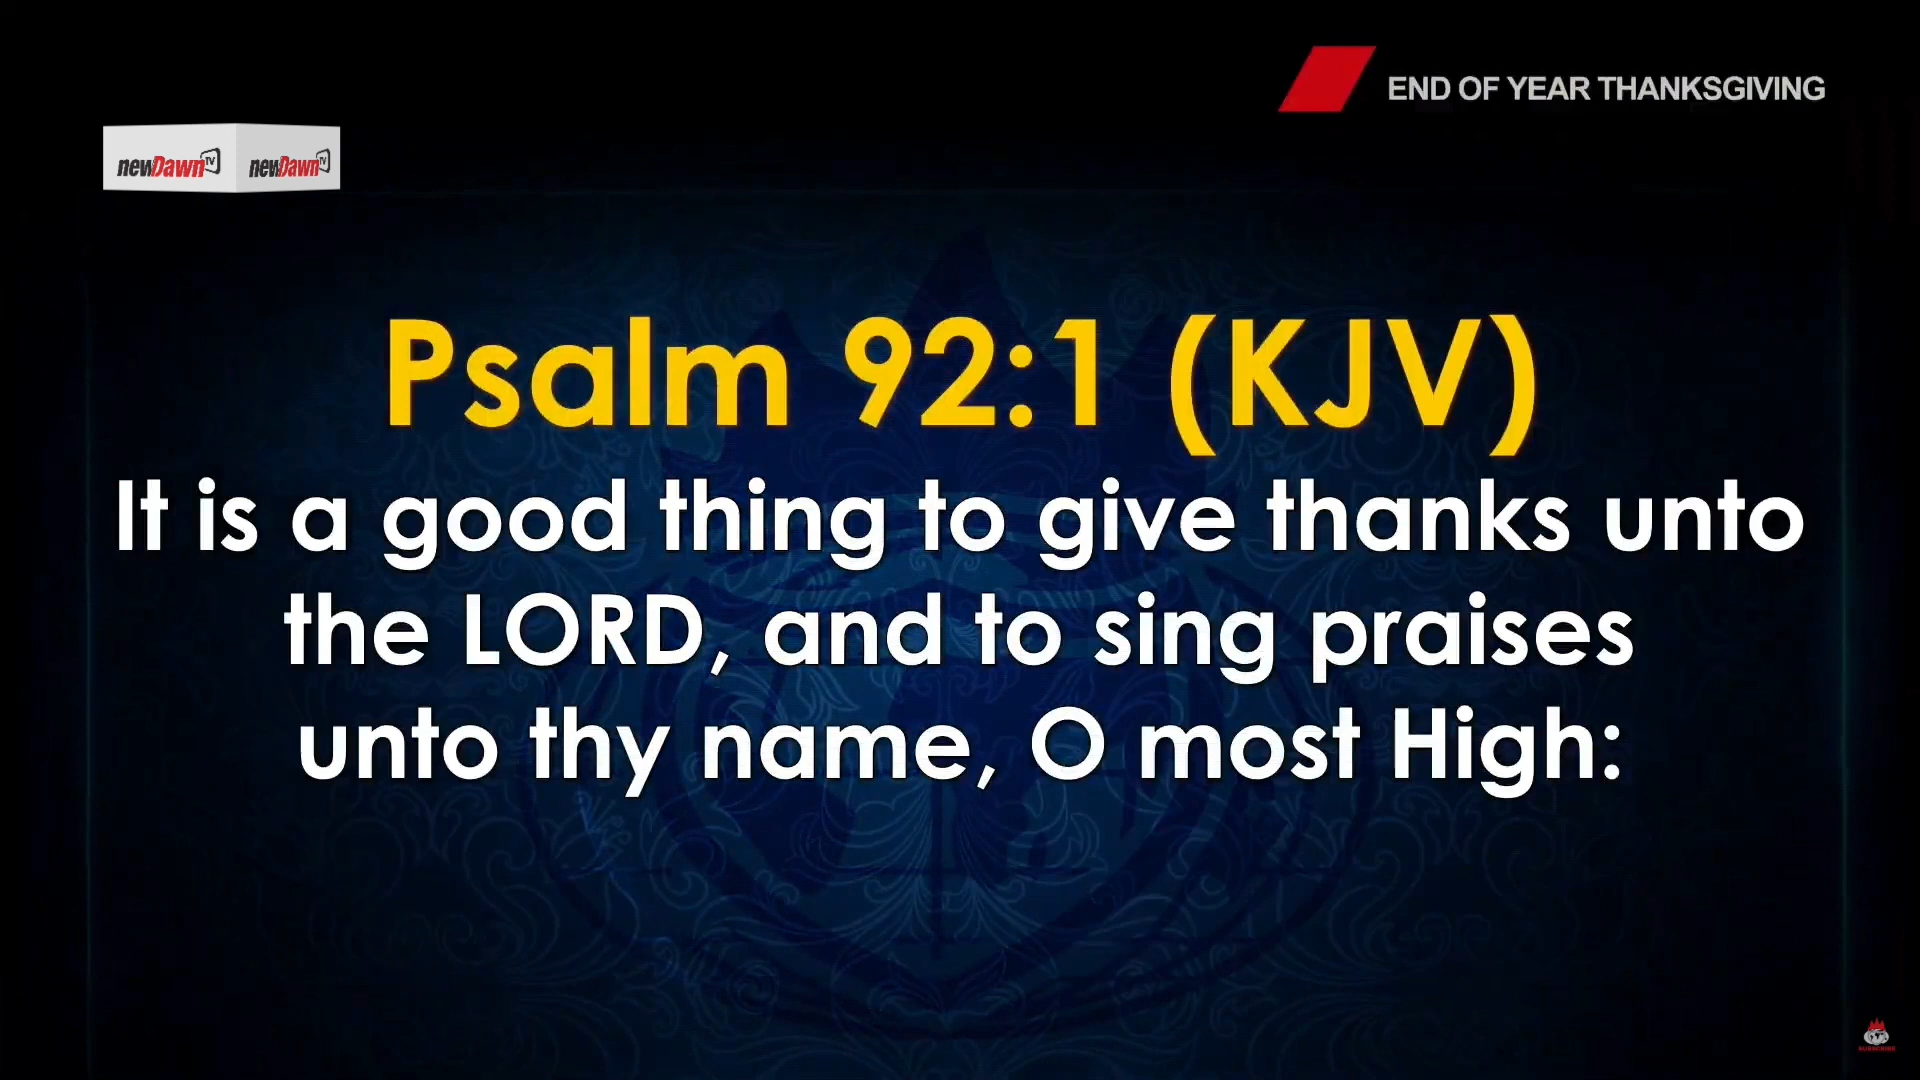 END OF YEAR THANKSGIVING
newDawn TV newDawn TV
Psalm 92:1 (KJV)
It is a good thing to give thanks unto
the LORD, and to sing praises
unto thy name, O most High:
SUBSCRIBE